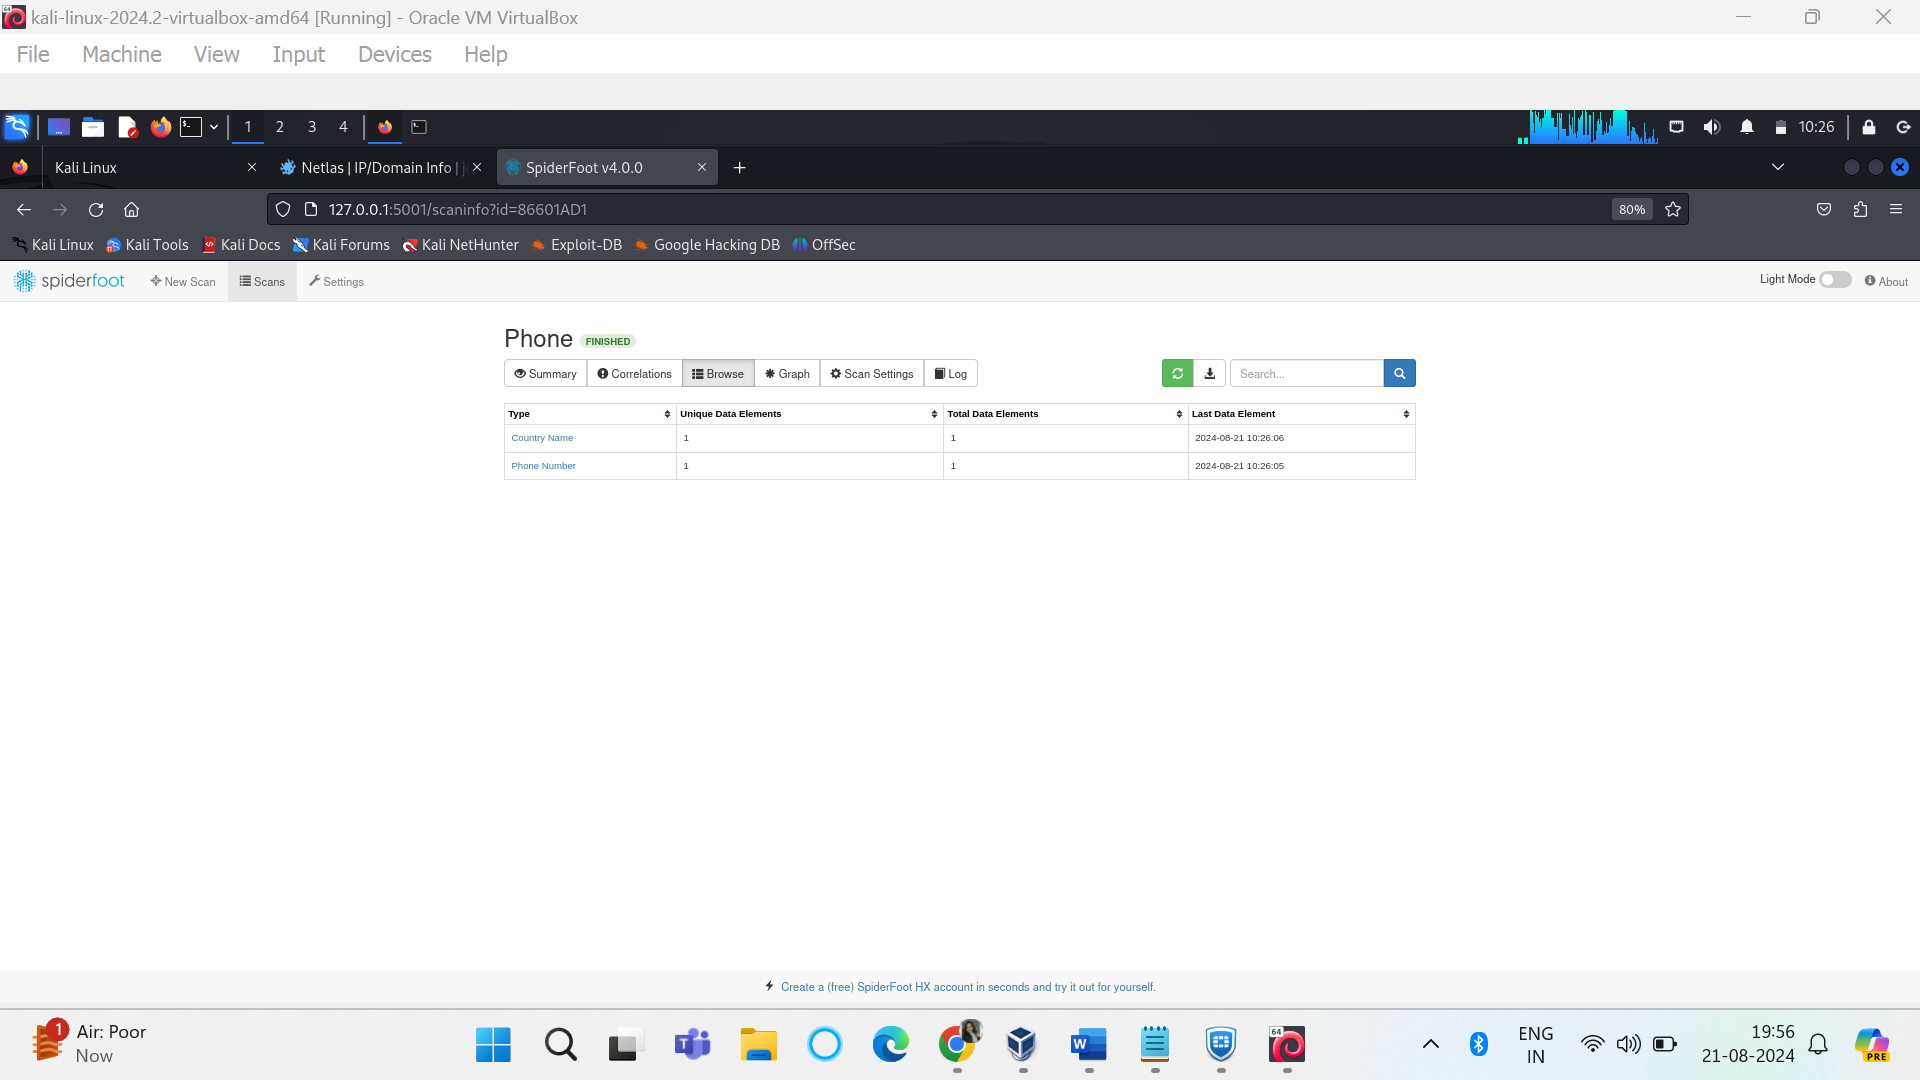 kali-linux-2024.2-virtualbox-amd64 [Running] - Oracle VM VirtualBox
File Machine View Input Devices Help
1 2 3 4 10:26
Kali Linux Netlas | IP/Domain Info | SpiderFoot v4.0.0
127.0.0.1:5001/scaninfo?id=86601AD1 80%
Kali Linux Kali Tools Kali Docs Kali Forums Kali NetHunter Exploit-DB Google Hacking DB OffSec
spiderfoot New Scan Scans Settings Light Mode About
Phone FINISHED
Summary Correlations Browse Graph Scan Settings Log Search...
Type Unique Data Elements Total Data Elements Last Data Element
Country Name 1 1 2024-08-21 10:26:06
Phone Number 1 1 2024-08-21 10:26:05
Create a (free) SpiderFoot HX account in seconds and try it out for yourself.
1 Air: Poor
Now
64
PRE
ENG
IN
19:56
21-08-2024